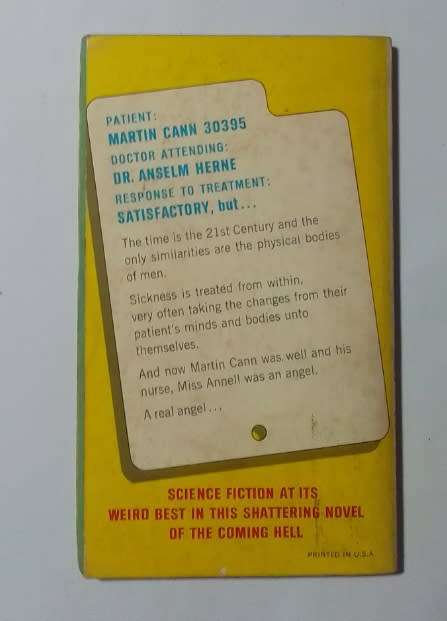 PATIENT:
MARTIN CANN 30395
DOCTOR ATTENDING:
DR. ANSELM HERNE
RESPONSE TO TREATMENT:
SATISFACTORY, but...
The time is the 21st Century and the
only similarities are the physical bodies
of men.
Sickness is treated from within,
very often taking the changes from their
patient's minds and bodies unto
themselves.
And now Martin Cann was well and his
nurse, Miss Annell was an angel.
A real angel...
SCIENCE FICTION AT ITS
WEIRD BEST IN THIS SHATTERING NOVEL
OF THE COMING HELL
PRINTED IN U.S.A.